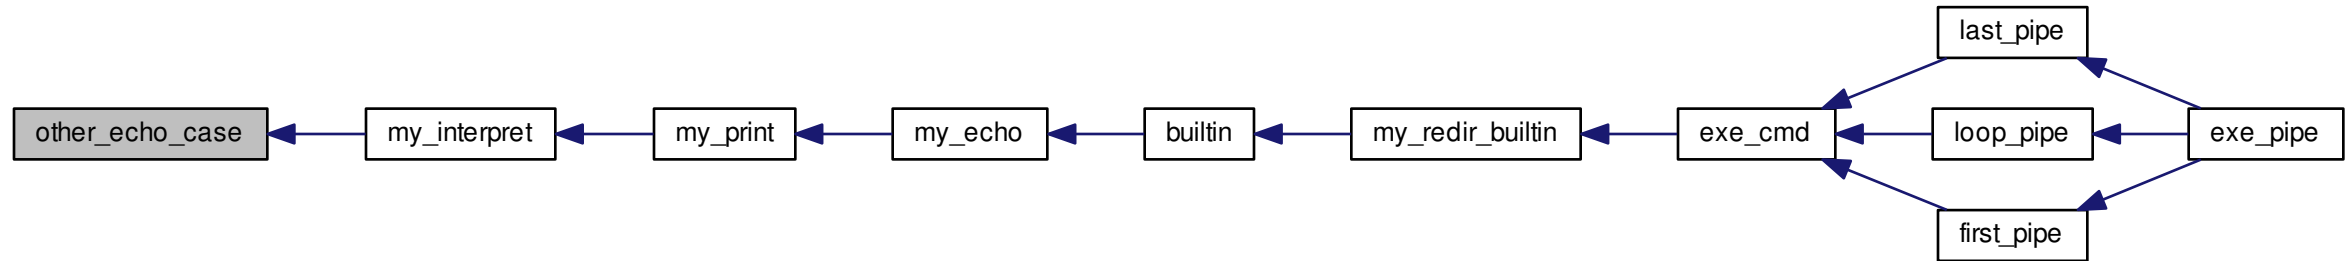 last_pipe
other_echo_case
my_interpret
my_print
my_echo
builtin
my_redir_builtin
exe_cmd
loop_pipe
exe_pipe
first_pipe